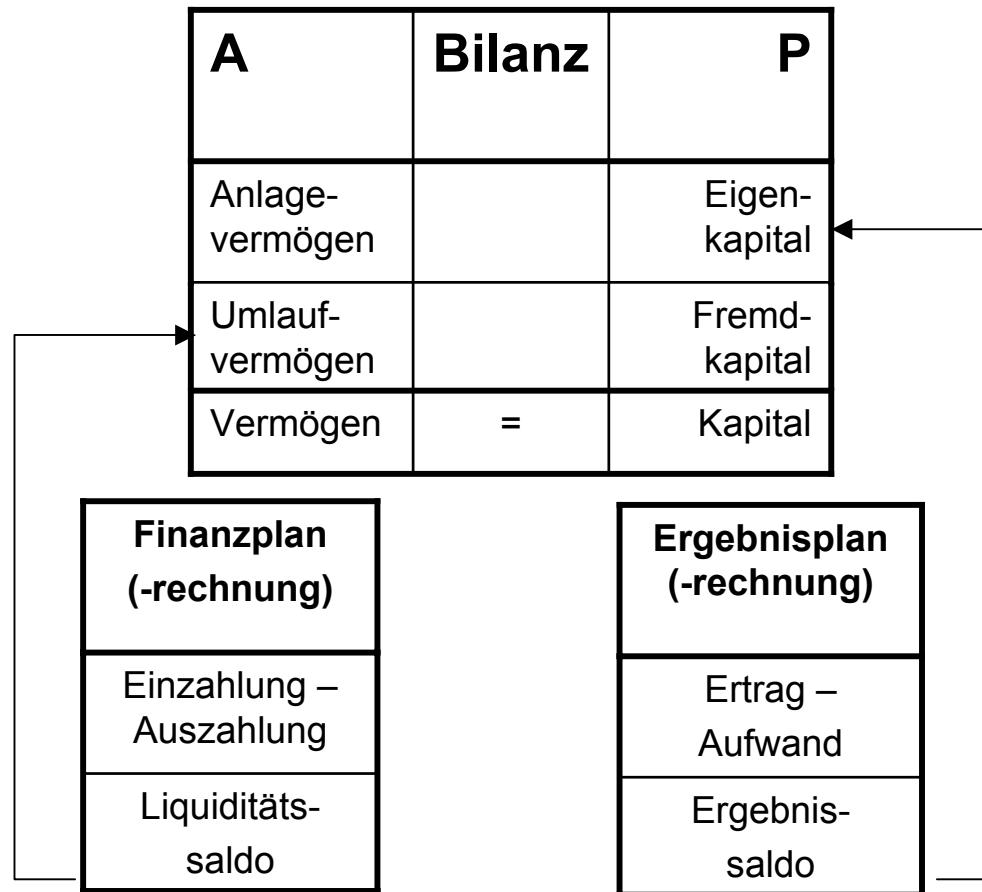 A Bilanz P
Anlage- Eigen-
vermögen kapital
Umlauf- Fremd-
vermögen kapital
Vermögen = Kapital
Finanzplan
(-rechnung)
Einzahlung –
Auszahlung
Liquiditäts-
saldo
Ergebnisplan
(-rechnung)
Ertrag –
Aufwand
Ergebnis-
saldo